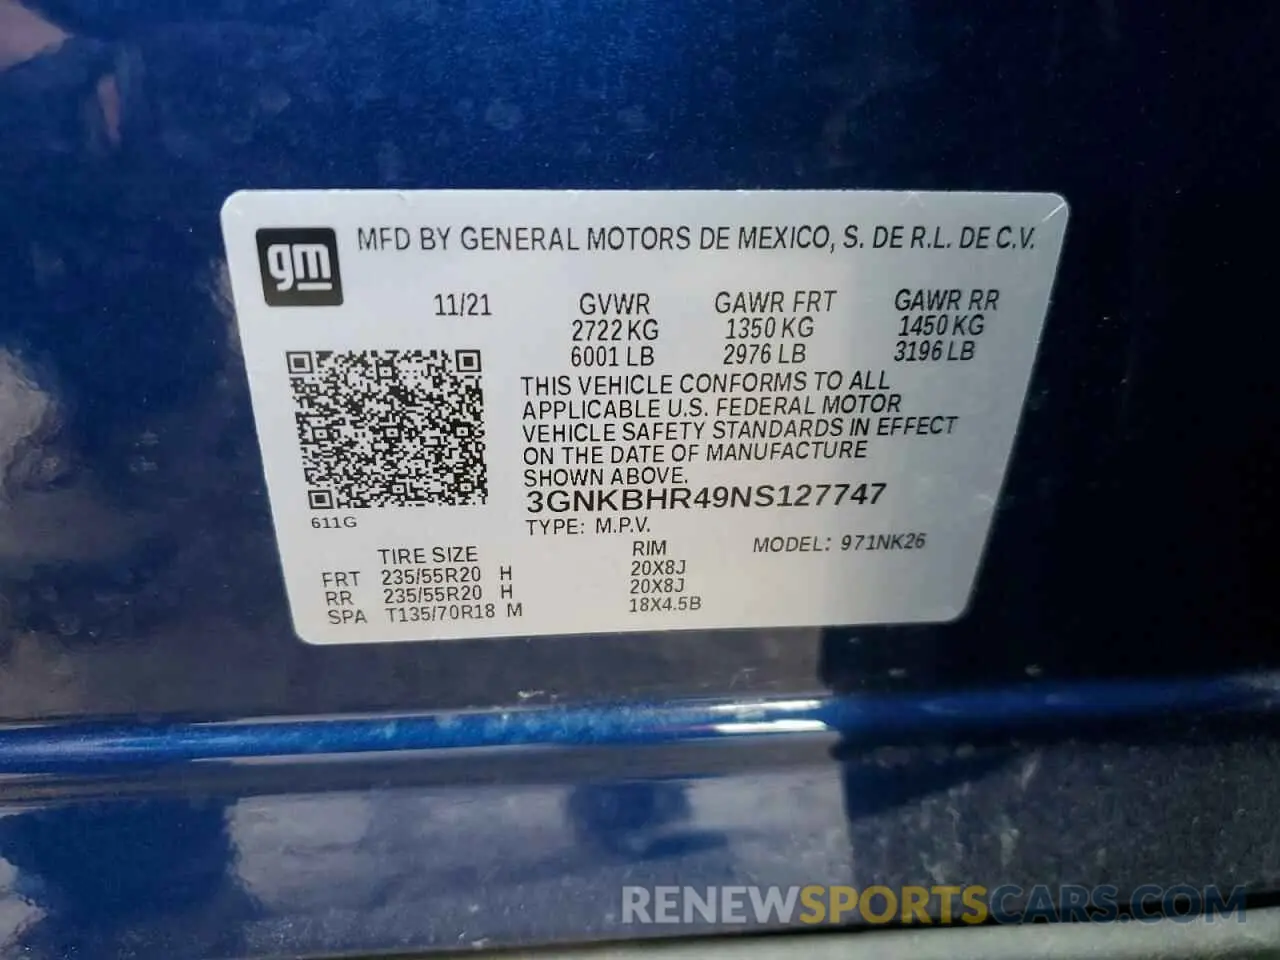 gm
MFD BY GENERAL MOTORS DE MEXICO, S. DE R.L. DE C.V.
11/21 GVWR GAWR FRT GAWR RR
2722 KG 1350 KG 1450 KG
6001 LB 2976 LB 3196 LB
THIS VEHICLE CONFORMS TO ALL
APPLICABLE U.S. FEDERAL MOTOR
VEHICLE SAFETY STANDARDS IN EFFECT
ON THE DATE OF MANUFACTURE
SHOWN ABOVE.
3GNKBHR49NS127747
611G
TYPE: M.P.V.
TIRE SIZE RIM MODEL: 971NK26
FRT 235/55R20 H 20X8J
RR 235/55R20 H 20X8J
SPA T135/70R18 M 18X4.5B
RENEWSPORTSCARS.COM